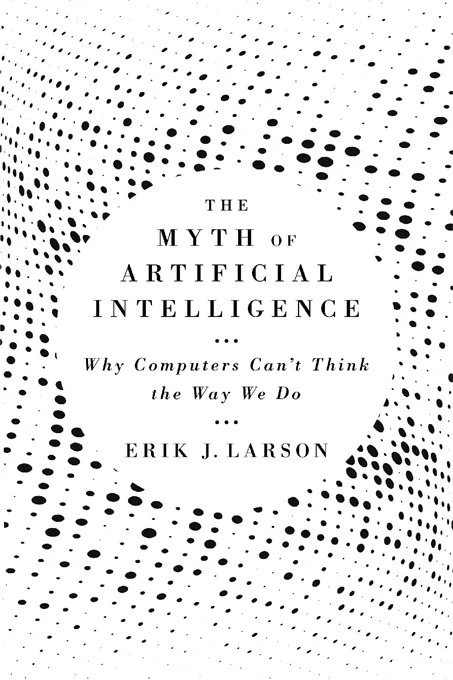 THE
MYTH OF
ARTIFICIAL
INTELLIGENCE
•••
Why Computers Can't Think
the Way We Do
•••
ERIK J. LARSON